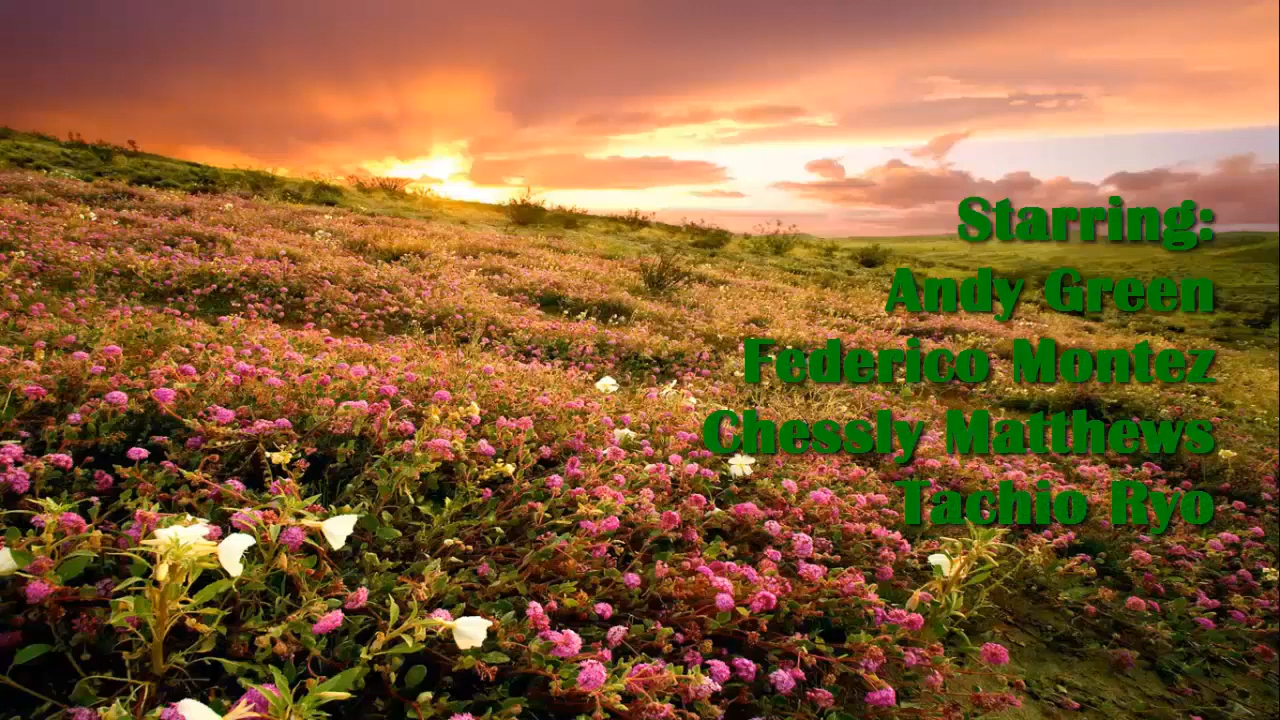 Starring:
Andy Green
Federico Montez
Chessly Matthews
Tachio Ryo